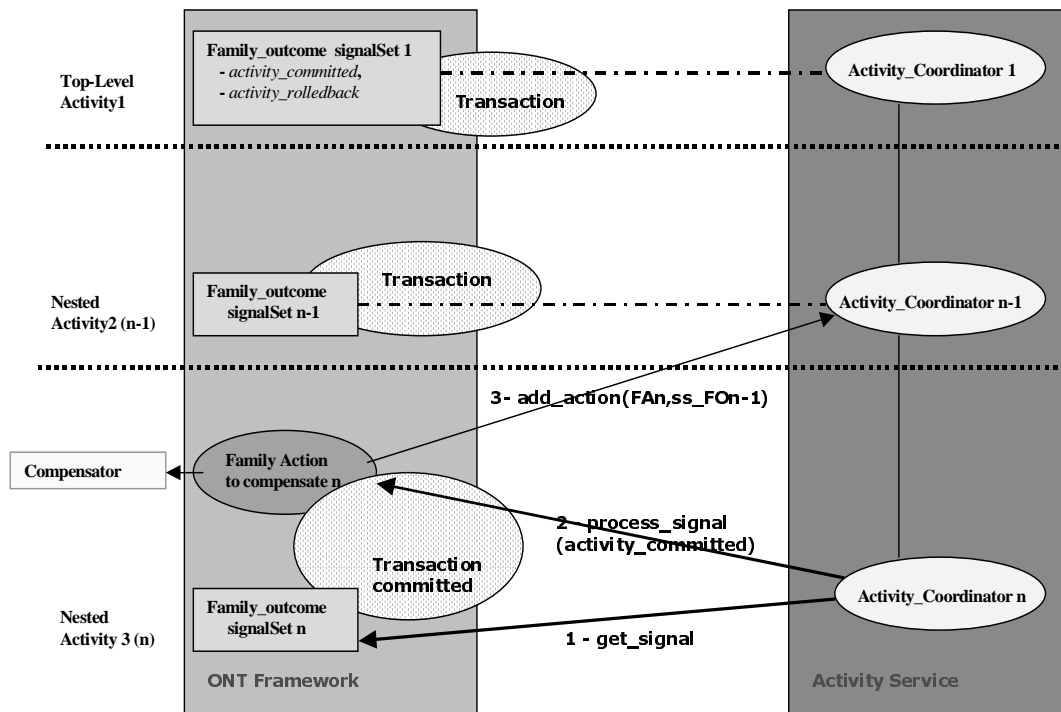 Family_outcome signalSet 1
- activity_committed,
- activity_rolledback
Top-Level
Activity1
Transaction
Activity_Coordinator 1
Transaction
Family_outcome
signalSet n-1
Nested
Activity2 (n-1)
Activity_Coordinator n-1
3- add_action(FAn,ss_FOn-1)
Compensator
Family Action
to compensate n
2 - process_signal
(activity_committed)
Transaction
committed
Activity_Coordinator n
Family_outcome
signalSet n
Nested
Activity 3 (n)
1 - get_signal
ONT Framework
Activity Service